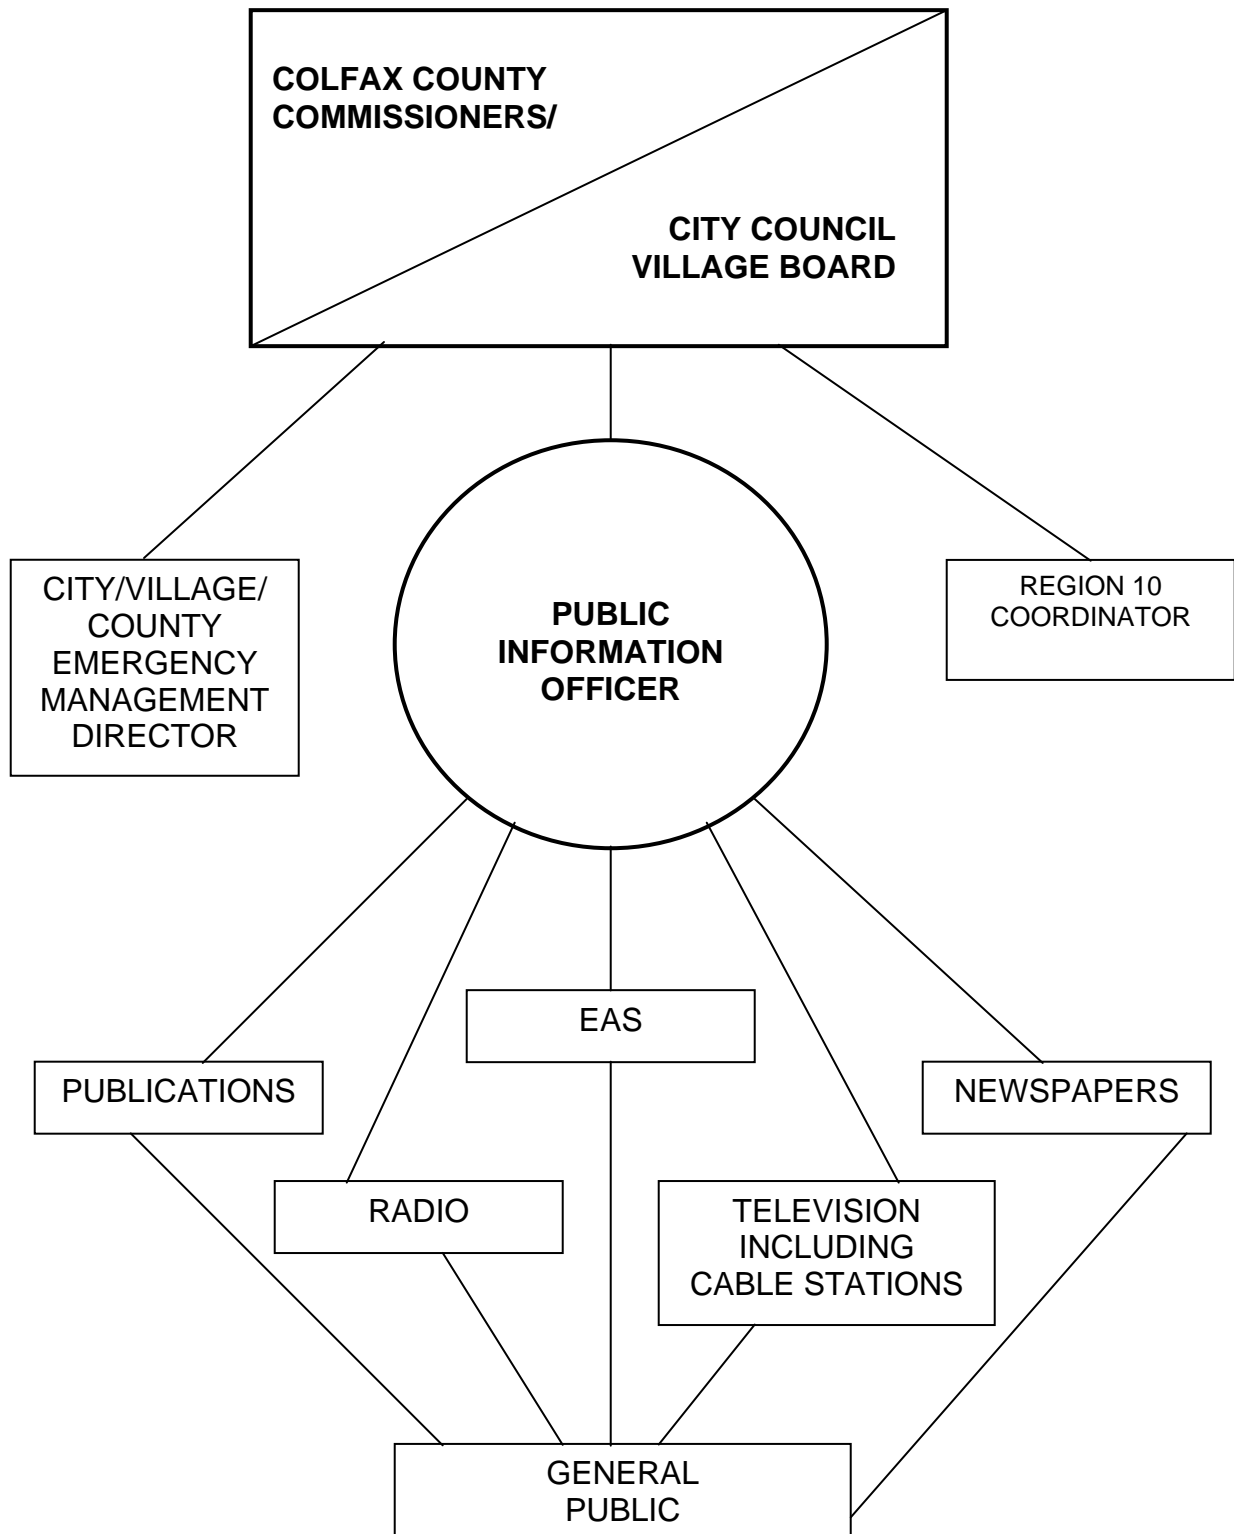 COLFAX COUNTY
COMMISSIONERS/
CITY COUNCIL
VILLAGE BOARD
CITY/VILLAGE/
COUNTY
EMERGENCY
MANAGEMENT
DIRECTOR
PUBLIC
INFORMATION
OFFICER
REGION 10
COORDINATOR
EAS
PUBLICATIONS
NEWSPAPERS
RADIO
TELEVISION
INCLUDING
CABLE STATIONS
GENERAL
PUBLIC